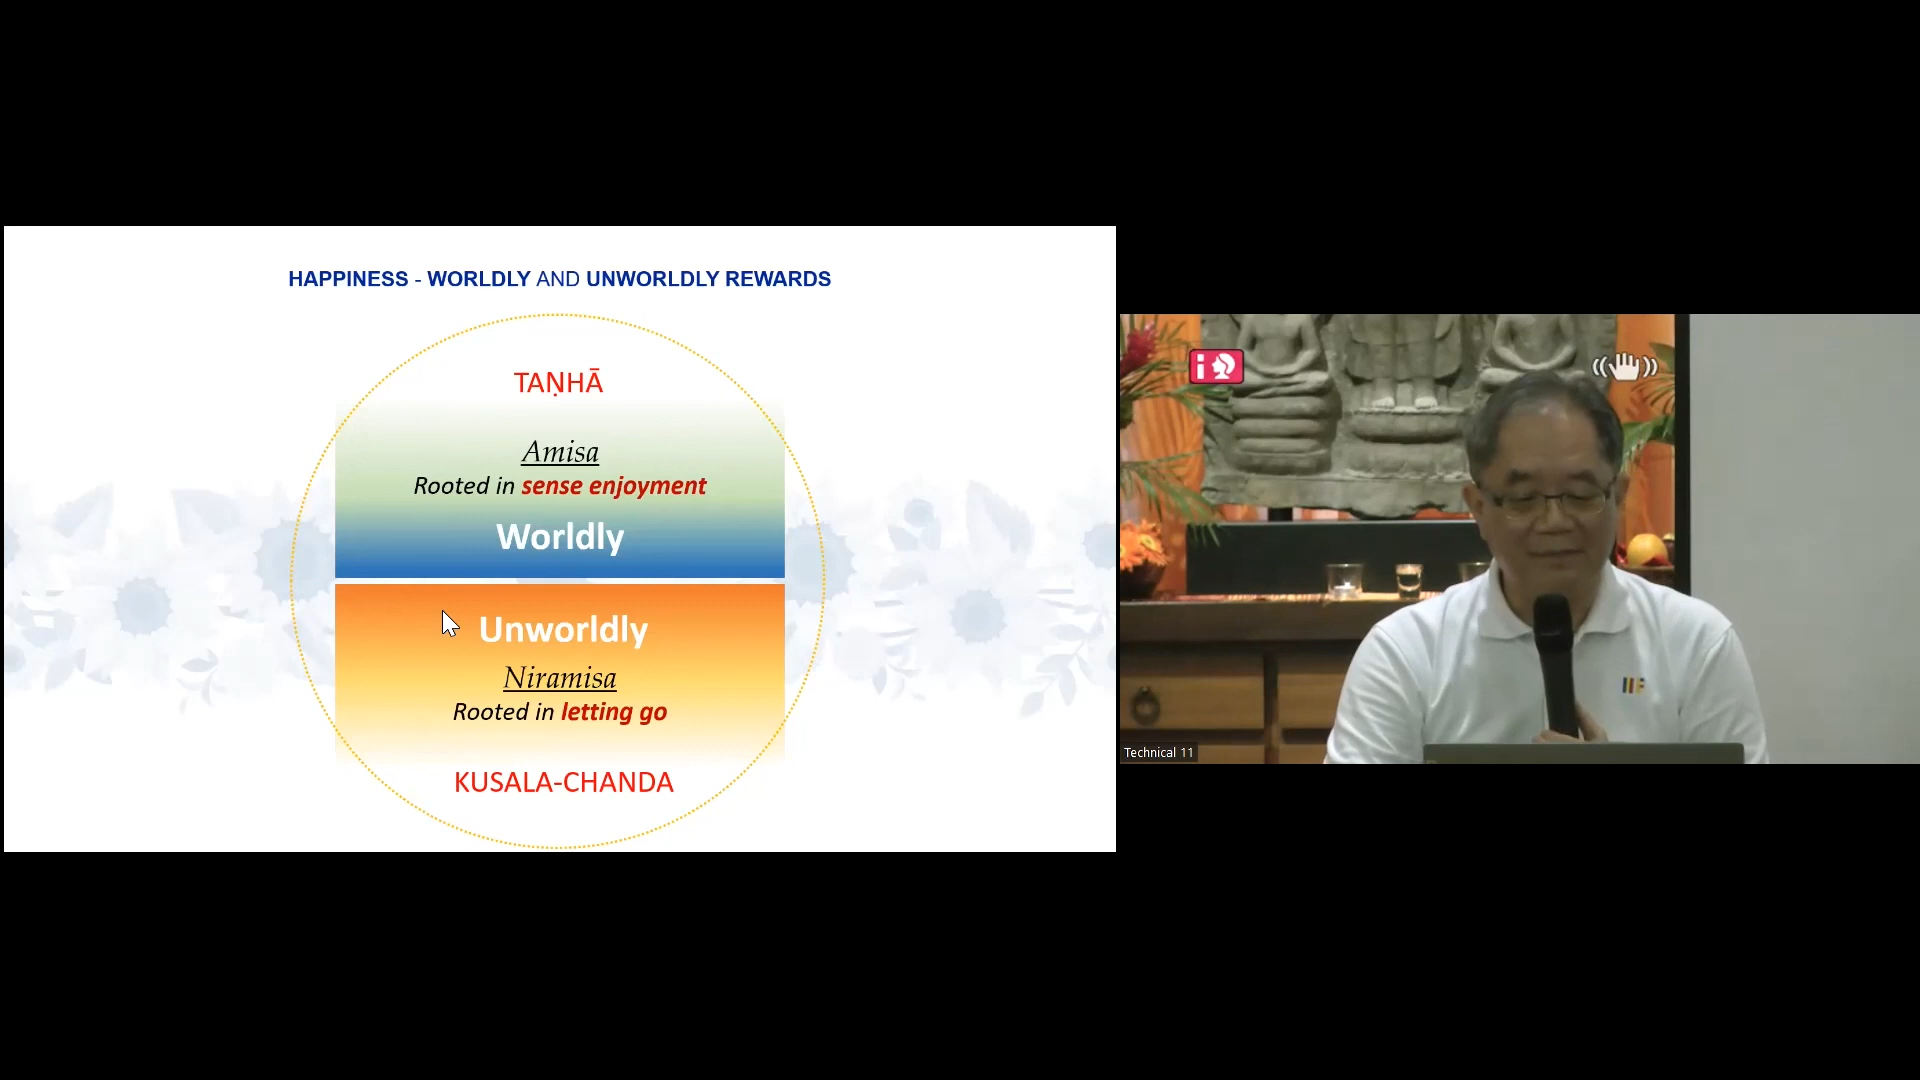 HAPPINESS - WORLDLY AND UNWORLDLY REWARDS
TAṆHĀ
Amisa
Rooted in sense enjoyment
Worldly
Unworldly
Niramisa
Rooted in letting go
KUSALA-CHANDA
Technical 11